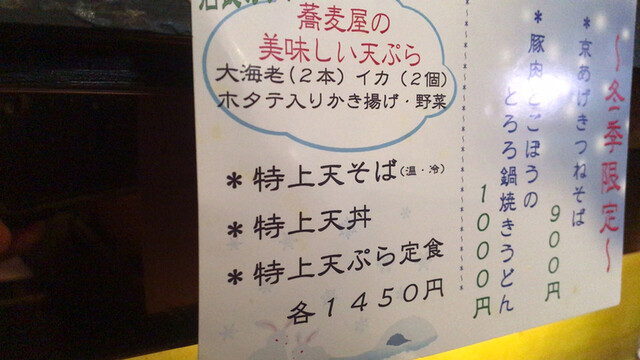 〜冬季限定〜
＊京あげきつねそば
900円
＊豚肉とごぼうの
とろろ鍋焼きうどん
1000円
蕎麦屋の
美味しい天ぷら
大海老(2本) イカ(2個)
ホタテ入りかき揚げ・野菜
＊特上天そば(温・冷)
＊特上天丼
＊特上天ぷら定食
各1450円